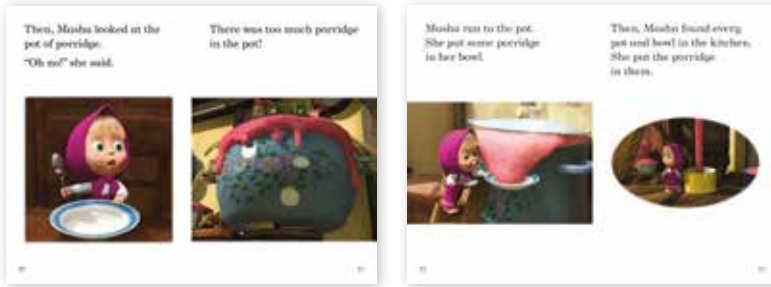 Then, Masha looked at the
pot of porridge.
"Oh no!" she said.
There was too much porridge
in the pot!
Masha ran to the pot.
She put some porridge
in her bowl.
Then, Masha found every
pot and bowl in the kitchen.
She put the porridge
in them.